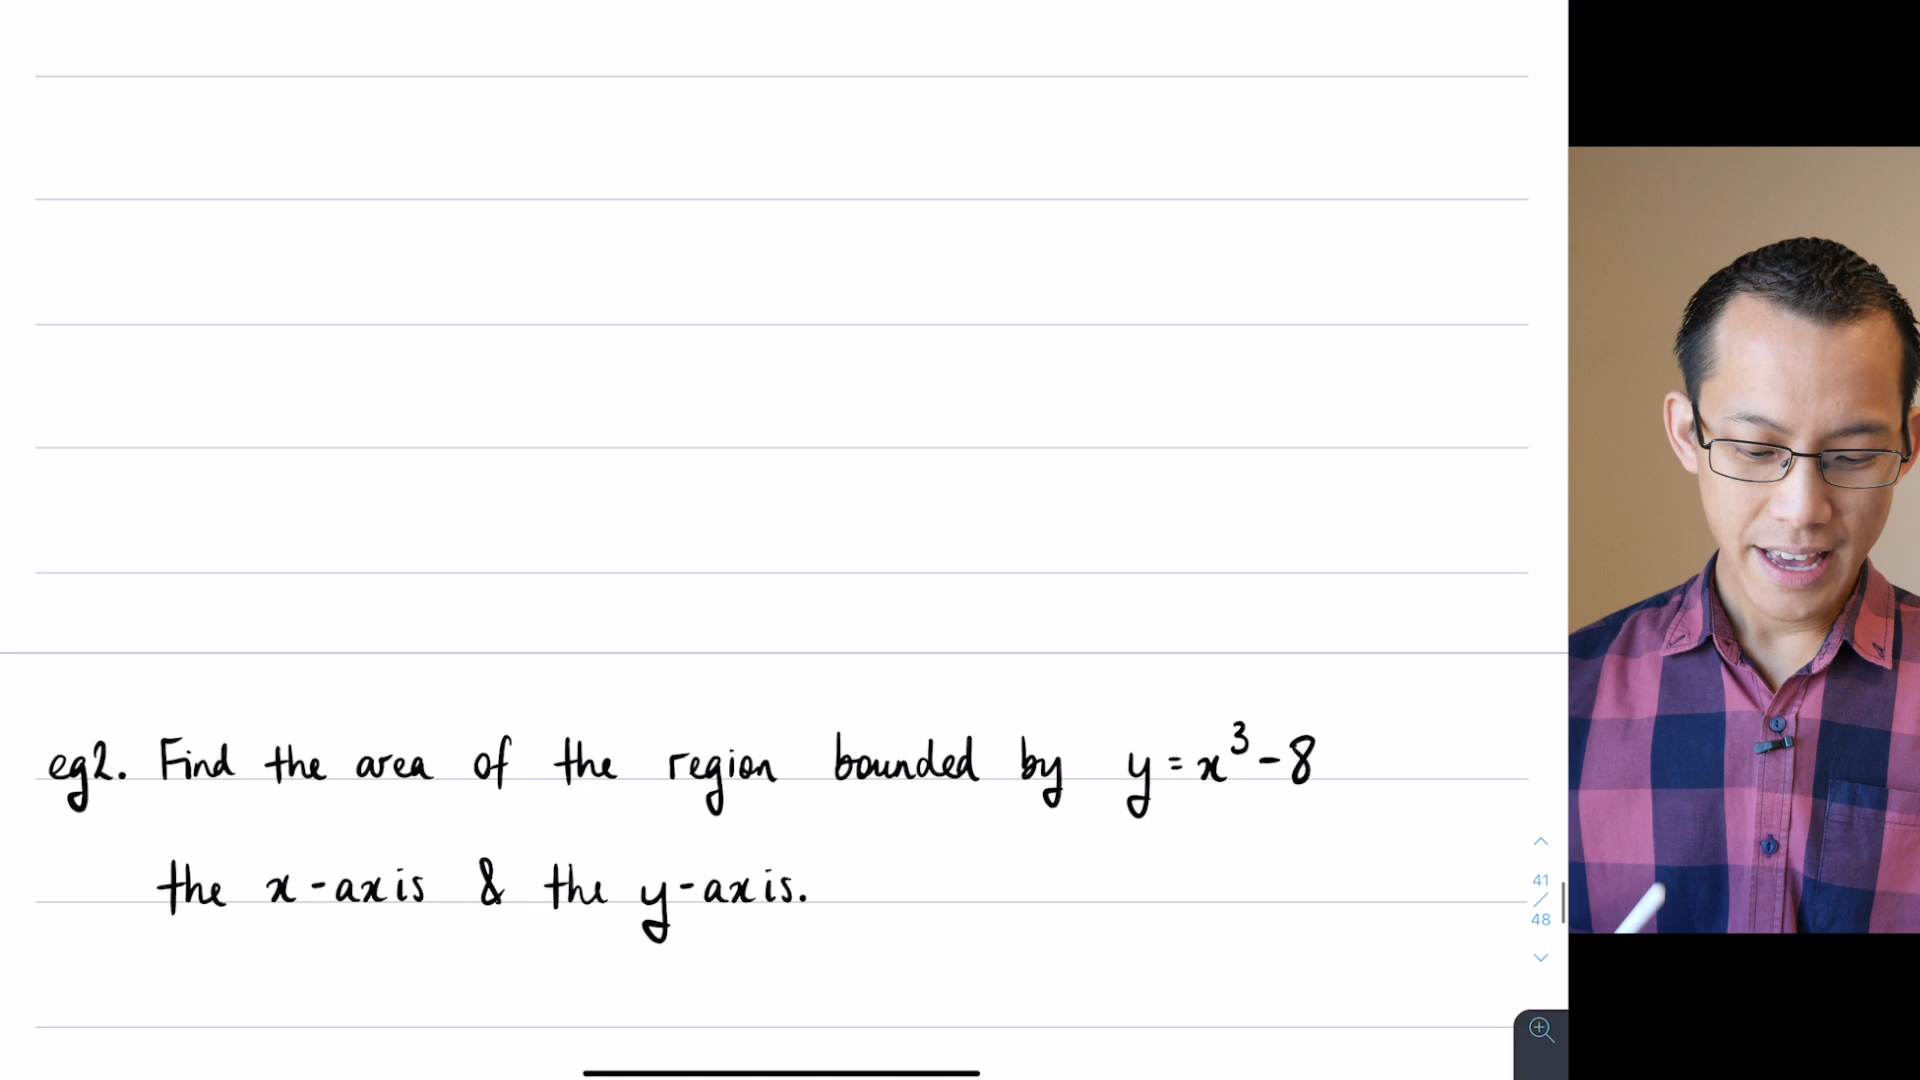 eg2. Find the area of the region bounded by y = x³ - 8
the x-axis & the y-axis.
41
/
48